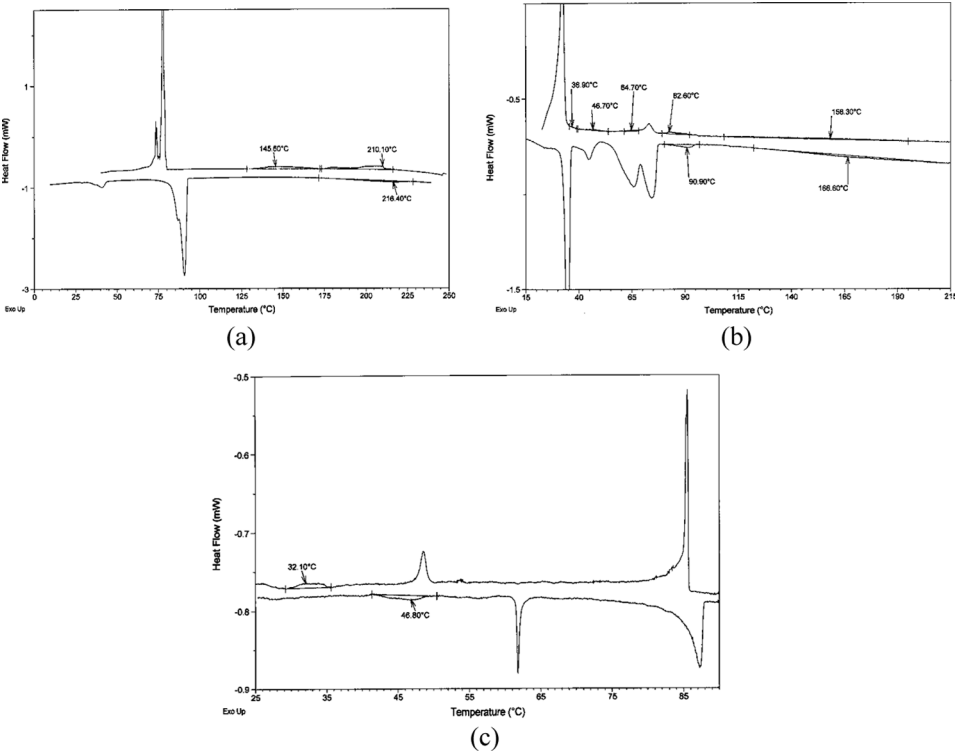 1
-1
-3
Heat Flow (mW)
145.60°C
210.10°C
216.40°C
0 25 50 75 100 125 150 175 200 225 250
Exo Up
Temperature (°C)
(a)
-0.5
-1.0
-1.5
Heat Flow (mW)
36.90°C
46.70°C
64.70°C
82.60°C
158.30°C
90.90°C
166.60°C
15 40 65 90 115 140 165 190 215
Exo Up
Temperature (°C)
(b)
-0.5
-0.6
-0.7
-0.8
-0.9
Heat Flow (mW)
32.10°C
46.80°C
25 35 45 55 65 75 85
Exo Up
Temperature (°C)
(c)